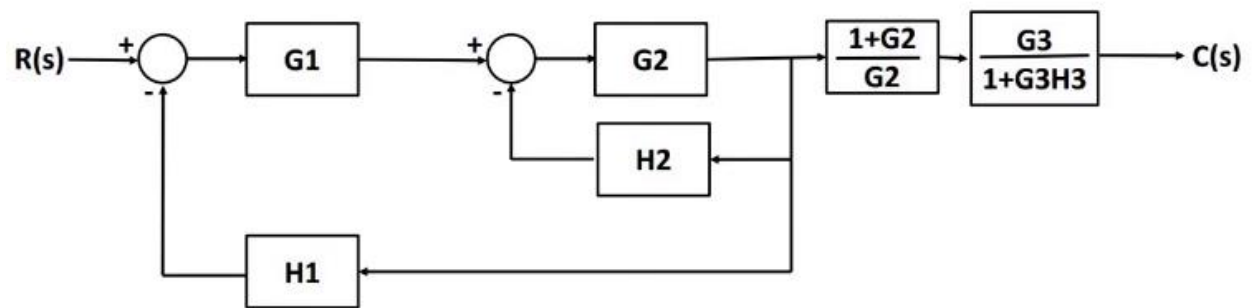 R(s)
+
-
G1
+
-
G2
1+G2
G2
G3
1+G3H3
C(s)
H2
H1